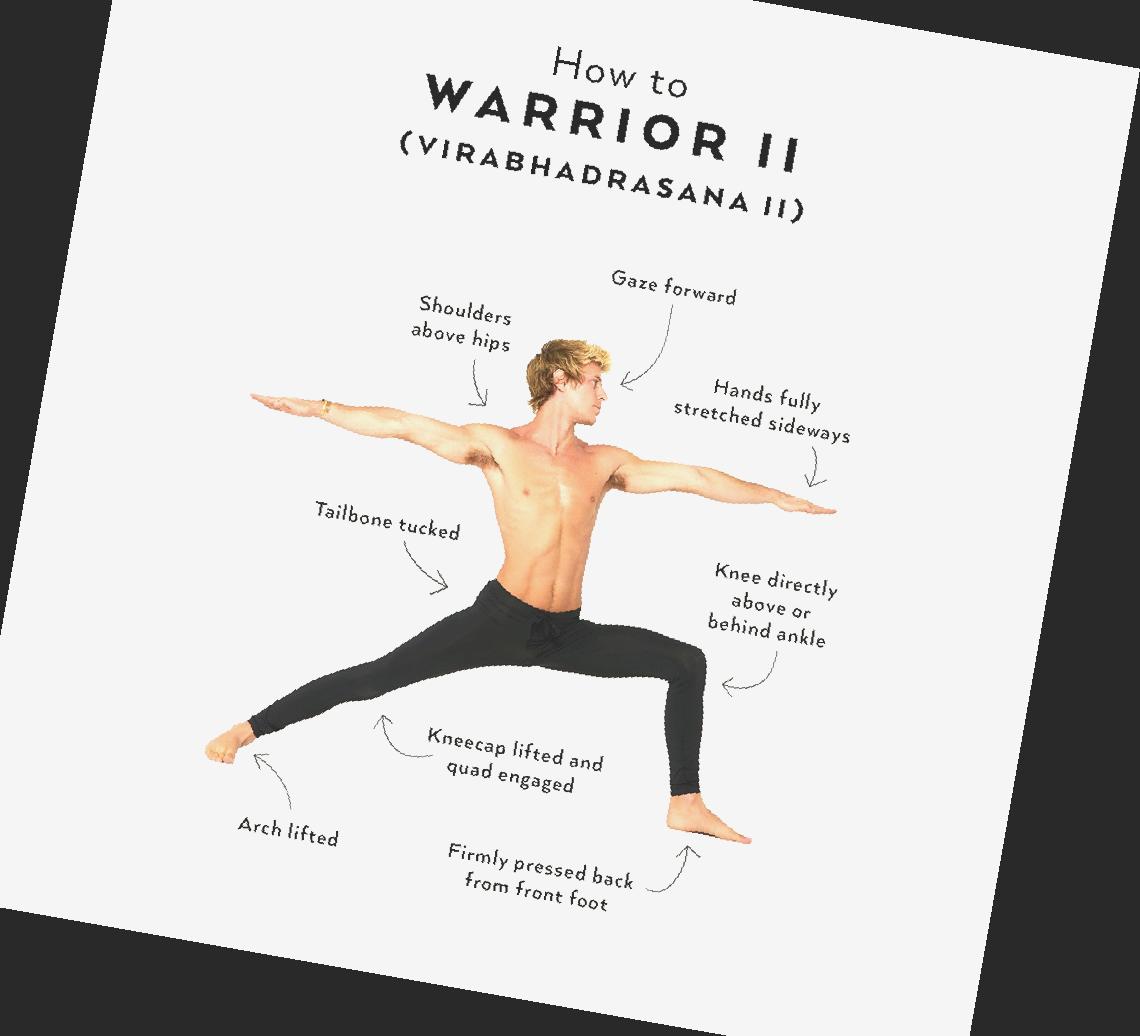 How to
WARRIOR II
(VIRABHADRASANA II)
Gaze forward
Shoulders
above hips
Hands fully
stretched sideways
Tailbone tucked
Knee directly
above or
behind ankle
Kneecap lifted and
quad engaged
Arch lifted
Firmly pressed back
from front foot